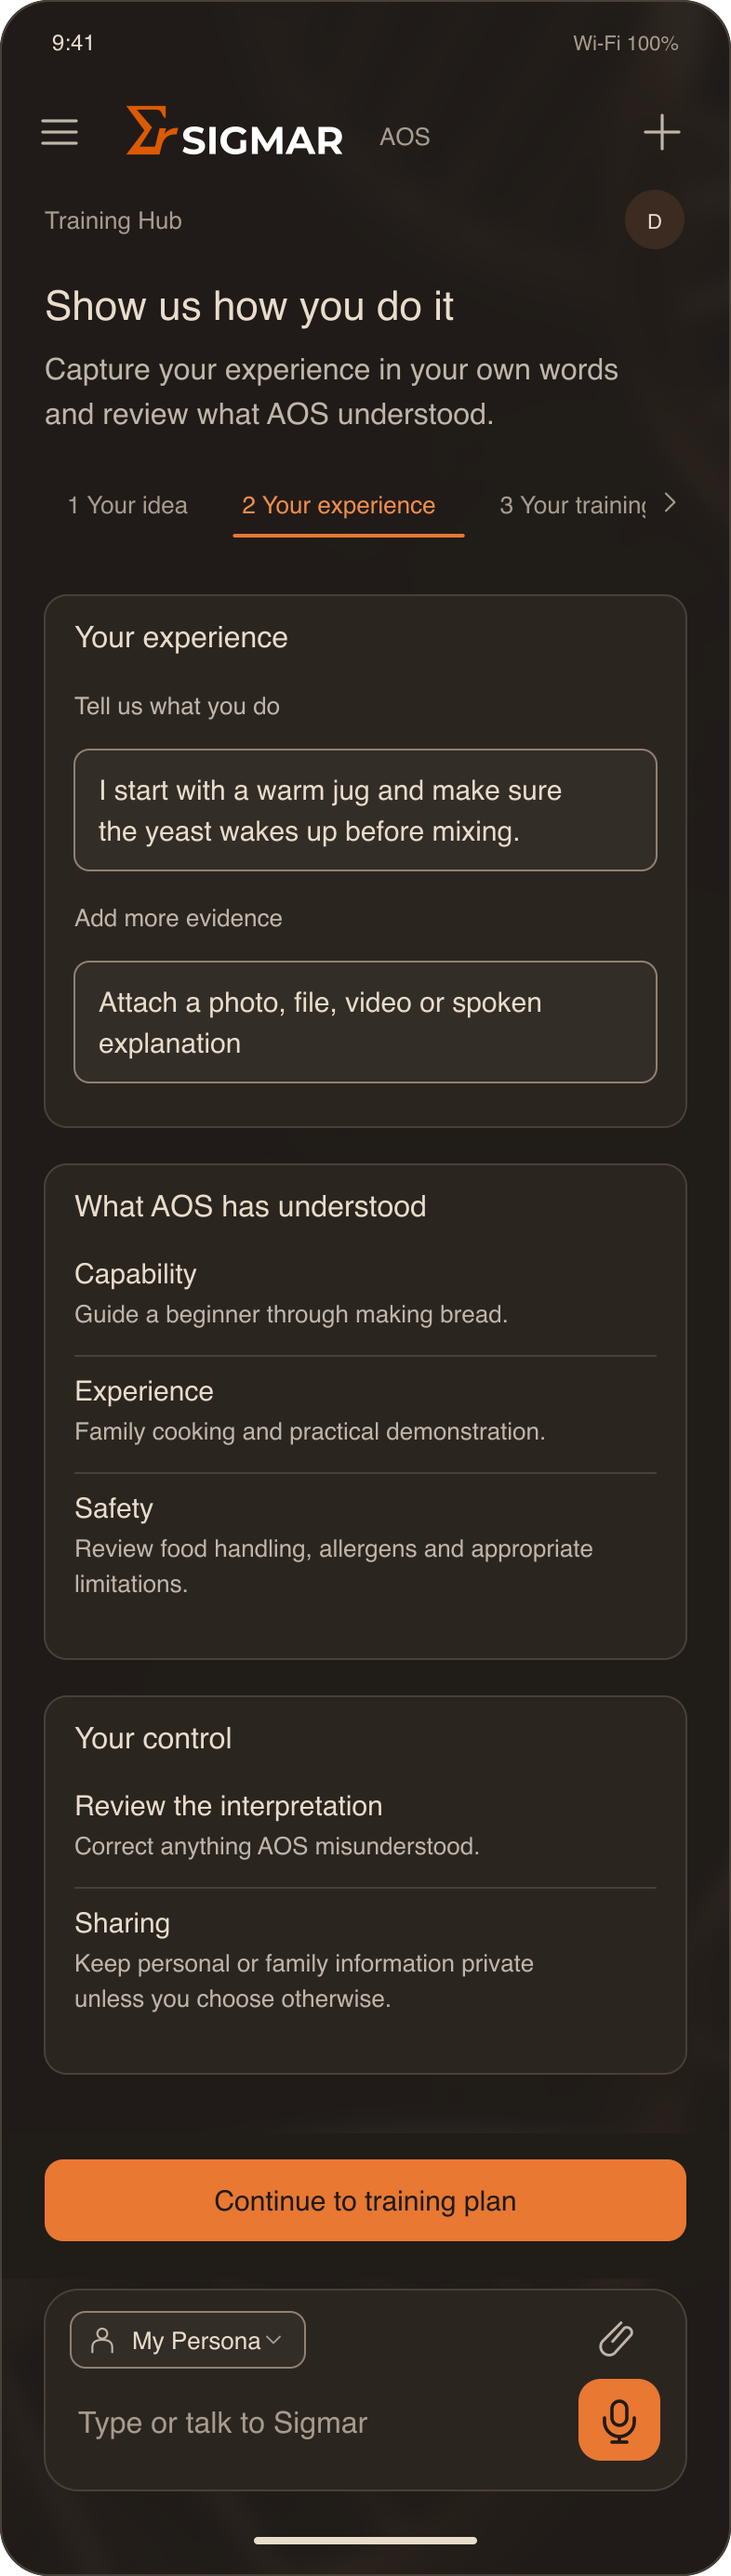 9:41 Wi-Fi 100%
Σr SIGMAR AOS
Training Hub D
Show us how you do it
Capture your experience in your own words
and review what AOS understood.
1 Your idea 2 Your experience 3 Your training
Your experience
Tell us what you do
I start with a warm jug and make sure
the yeast wakes up before mixing.
Add more evidence
Attach a photo, file, video or spoken
explanation
What AOS has understood
Capability
Guide a beginner through making bread.
Experience
Family cooking and practical demonstration.
Safety
Review food handling, allergens and appropriate
limitations.
Your control
Review the interpretation
Correct anything AOS misunderstood.
Sharing
Keep personal or family information private
unless you choose otherwise.
Continue to training plan
My Persona
Type or talk to Sigmar